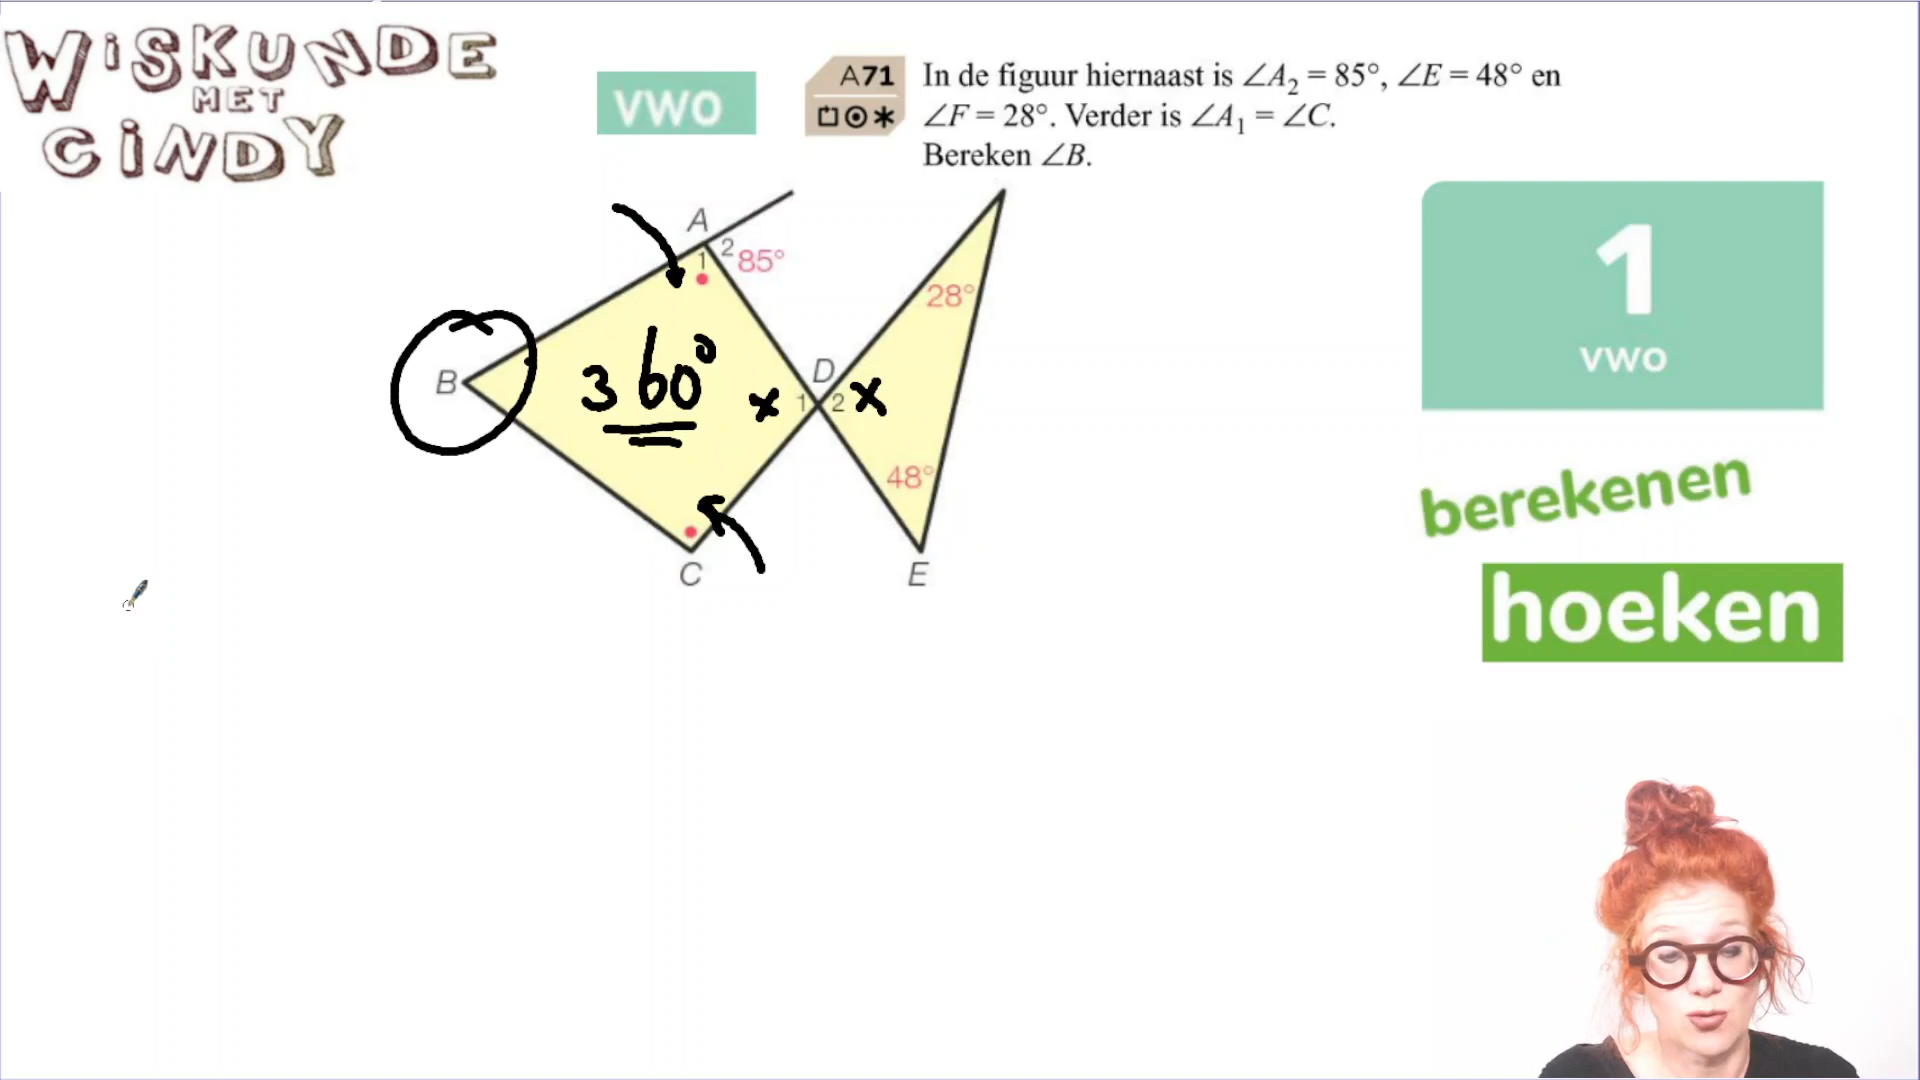 WiSKUNDE
MET
CiNDY
vwo
A71
In de figuur hiernaast is ∠A₂ = 85°, ∠E = 48° en
∠F = 28°. Verder is ∠A₁ = ∠C.
Bereken ∠B.
A
2
1
85°
28°
B
360°
x
D
1
2
x
48°
C
E
1
vwo
berekenen
hoeken